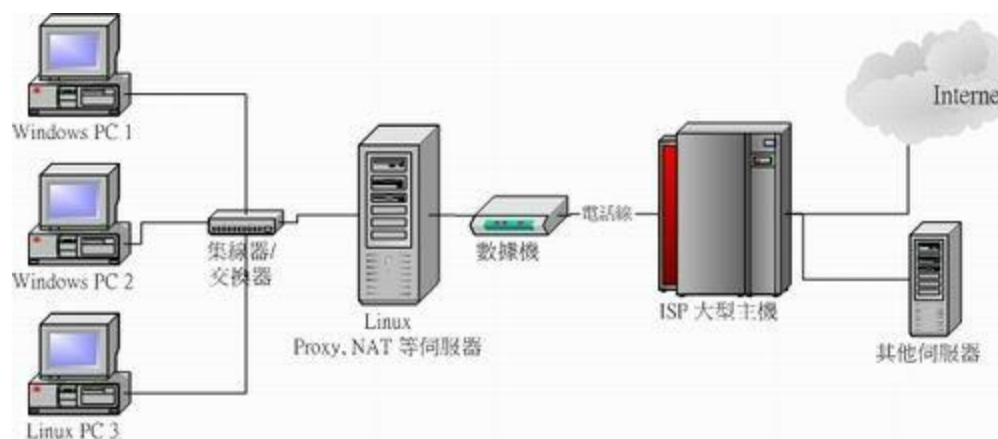 Windows PC 1
Windows PC 2
Linux PC 3
集線器/
交換器
Linux
Proxy, NAT 等伺服器
數據機
電話線
ISP 大型主機
Interne
其他伺服器